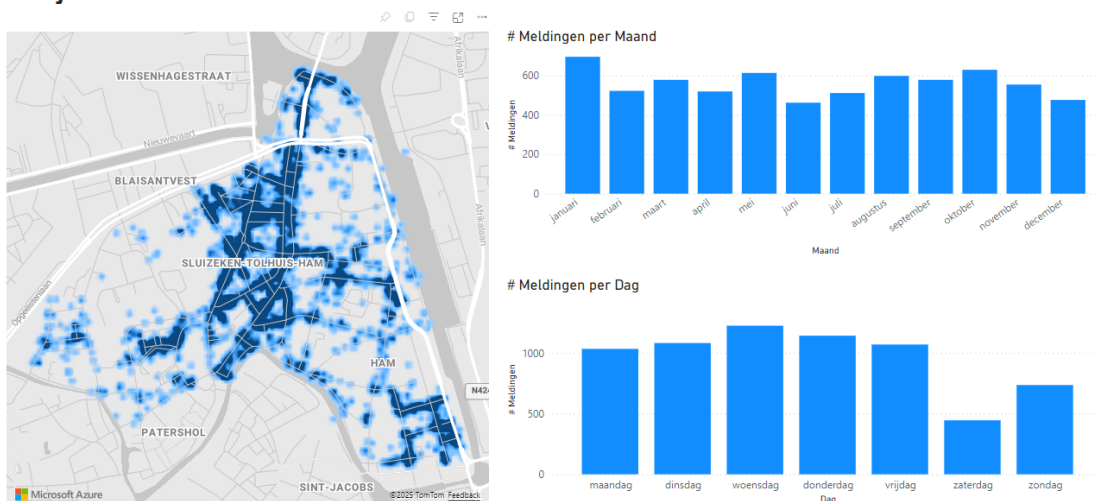 WISSENHAGESTRAAT
Afrikalaan
Nieuwevaart
BLAISANTVEST
Afrikalaan
SLUIZEKEN-TOLHUIS-HAM
Opgeëistenlaan
HAM
N424
PATERSHOL
SINT-JACOBS
Microsoft Azure
©2025 TomTom Feedback
# Meldingen per Maand
# Meldingen
600
400
200
0
januari februari maart april mei juni juli augustus september oktober november december
Maand
# Meldingen per Dag
# Meldingen
1000
500
0
maandag dinsdag woensdag donderdag vrijdag zaterdag zondag
Dag